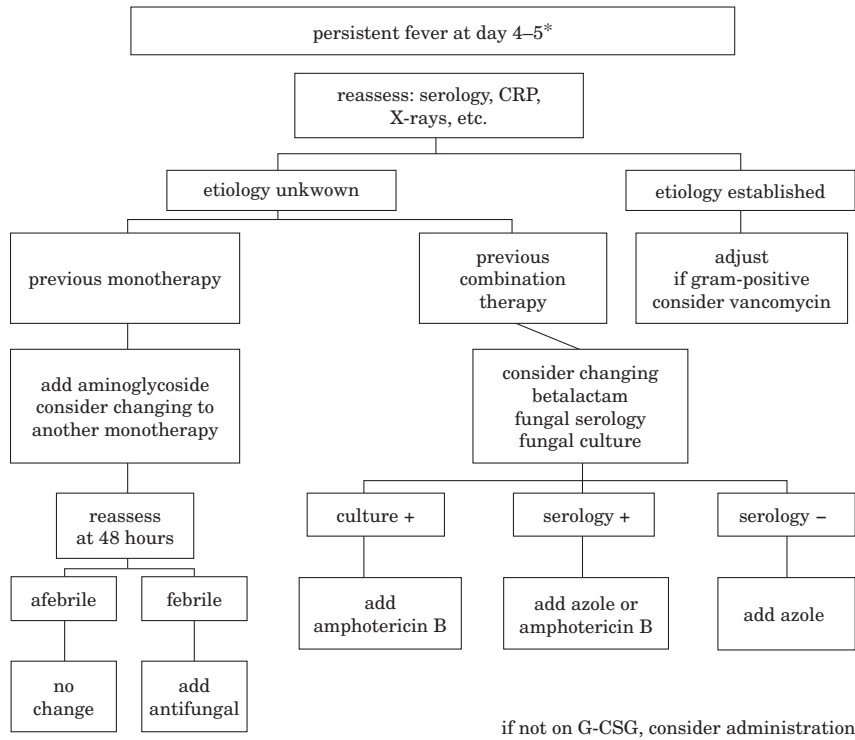 persistent fever at day 4–5*
reassess: serology, CRP,
X-rays, etc.
etiology unkwown
etiology established
previous monotherapy
previous
combination
therapy
adjust
if gram-positive
consider vancomycin
add aminoglycoside
consider changing to
another monotherapy
consider changing
betalactam
fungal serology
fungal culture
reassess
at 48 hours
culture +
serology +
serology –
afebrile
febrile
add
amphotericin B
add azole or
amphotericin B
add azole
no
change
add
antifungal
if not on G-CSG, consider administration